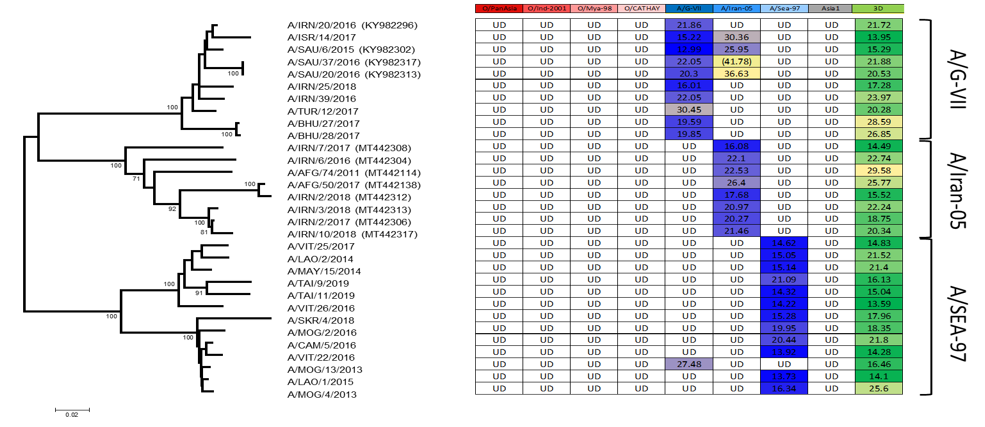 O/PanAsia O/Ind-2001 O/Mya-98 O/CATHAY A/G-VII A/Iran-05 A/Sea-97 Asia1 3D
A/IRN/20/2016 (KY982296) UD UD UD UD 21.86 UD UD UD 21.72
A/ISR/14/2017 UD UD UD UD 15.22 30.36 UD UD 13.95
A/SAU/6/2015 (KY982302) UD UD UD UD 12.99 25.95 UD UD 15.29
A/SAU/37/2016 (KY982317) UD UD UD UD 22.05 (41.78) UD UD 21.88
100 A/SAU/20/2016 (KY982313) UD UD UD UD 20.3 36.63 UD UD 20.53
A/IRN/25/2018 UD UD UD UD 16.01 UD UD UD 17.28
A/IRN/39/2016 UD UD UD UD 22.05 UD UD UD 23.97
100 A/TUR/12/2017 UD UD UD UD 30.45 UD UD UD 20.28
A/BHU/27/2017 UD UD UD UD 19.59 UD UD UD 28.59
100 A/BHU/28/2017 UD UD UD UD 19.85 UD UD UD 26.85
A/G-VII
A/IRN/7/2017 (MT442308) UD UD UD UD UD 16.08 UD UD 14.49
100 A/IRN/6/2016 (MT442304) UD UD UD UD UD 22.1 UD UD 22.74
A/AFG/74/2011 (MT442114) UD UD UD UD UD 22.53 UD UD 29.58
71 100 A/AFG/50/2017 (MT442138) UD UD UD UD UD 26.4 UD UD 25.77
A/IRN/2/2018 (MT442312) UD UD UD UD UD 17.68 UD UD 15.52
92 A/IRN/3/2018 (MT442313) UD UD UD UD UD 20.97 UD UD 22.24
100 A/IRN/2/2017 (MT442306) UD UD UD UD UD 20.27 UD UD 18.75
81 A/IRN/10/2018 (MT442317) UD UD UD UD UD 21.46 UD UD 20.34
A/Iran-05
A/VIT/25/2017 UD UD UD UD UD UD 14.62 UD 14.83
A/LAO/2/2014 UD UD UD UD UD UD 15.05 UD 21.52
A/MAY/15/2014 UD UD UD UD UD UD 15.14 UD 21.4
100 A/TAI/9/2019 UD UD UD UD UD UD 21.09 UD 16.13
91 A/TAI/11/2019 UD UD UD UD UD UD 14.32 UD 15.04
A/VIT/26/2016 UD UD UD UD UD UD 14.22 UD 13.59
100 A/SKR/4/2018 UD UD UD UD UD UD 15.28 UD 17.96
A/MOG/2/2016 UD UD UD UD UD UD 19.95 UD 18.35
100 A/CAM/5/2016 UD UD UD UD UD UD 20.44 UD 21.8
A/VIT/22/2016 UD UD UD UD UD UD 13.92 UD 14.28
A/MOG/13/2013 UD UD UD UD 27.48 UD UD UD 16.46
A/LAO/1/2015 UD UD UD UD UD UD 13.73 UD 14.1
A/MOG/4/2013 UD UD UD UD UD UD 16.34 UD 25.6
A/SEA-97
0.02